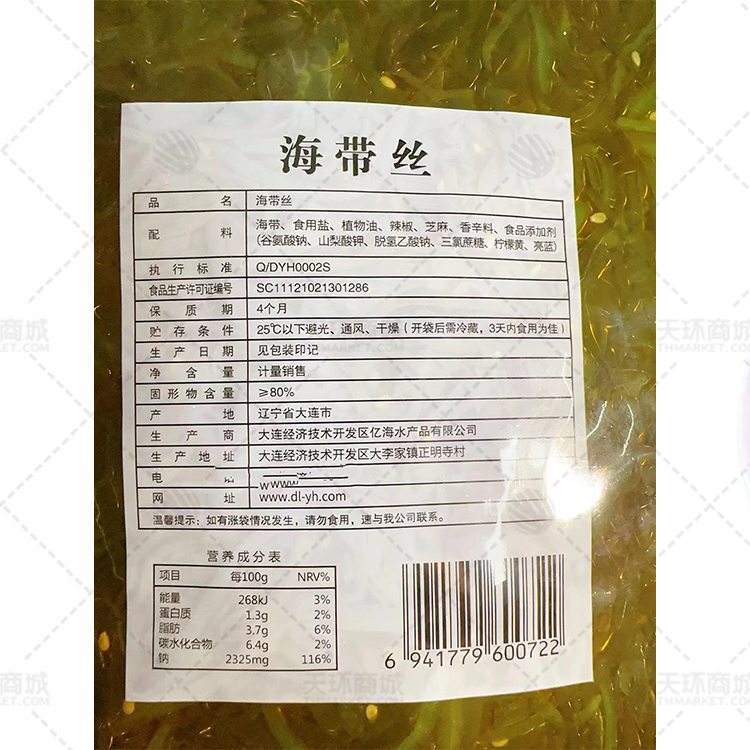 海带丝
品名 海带丝
配料 海带、食用盐、植物油、辣椒、芝麻、香辛料、食品添加剂
(谷氨酸钠、山梨酸钾、脱氢乙酸钠、三氯蔗糖、柠檬黄、亮蓝)
执行标准 Q/DYH0002S
食品生产许可证编号 SC11121021301286
保质期 4个月
贮存条件 25℃以下避光、通风、干燥(开袋后需冷藏，3天内食用为佳)
生产日期 见包装印记
净含量 计量销售
固形物含量 ≥80%
产地 辽宁省大连市
生产商 大连经济技术开发区亿海水产品有限公司
生产地址 大连经济技术开发区大李家镇正明寺村
电
网址 www.dl-yh.com
温馨提示：如有涨袋情况发生，请勿食用，速与我公司联系。
营养成分表
项目 每100g NRV%
能量 268kJ 3%
蛋白质 1.3g 2%
脂肪 3.7g 6%
碳水化合物 6.4g 2%
钠 2325mg 116%
6 941779 600722
天环商城
THMARKET.COM